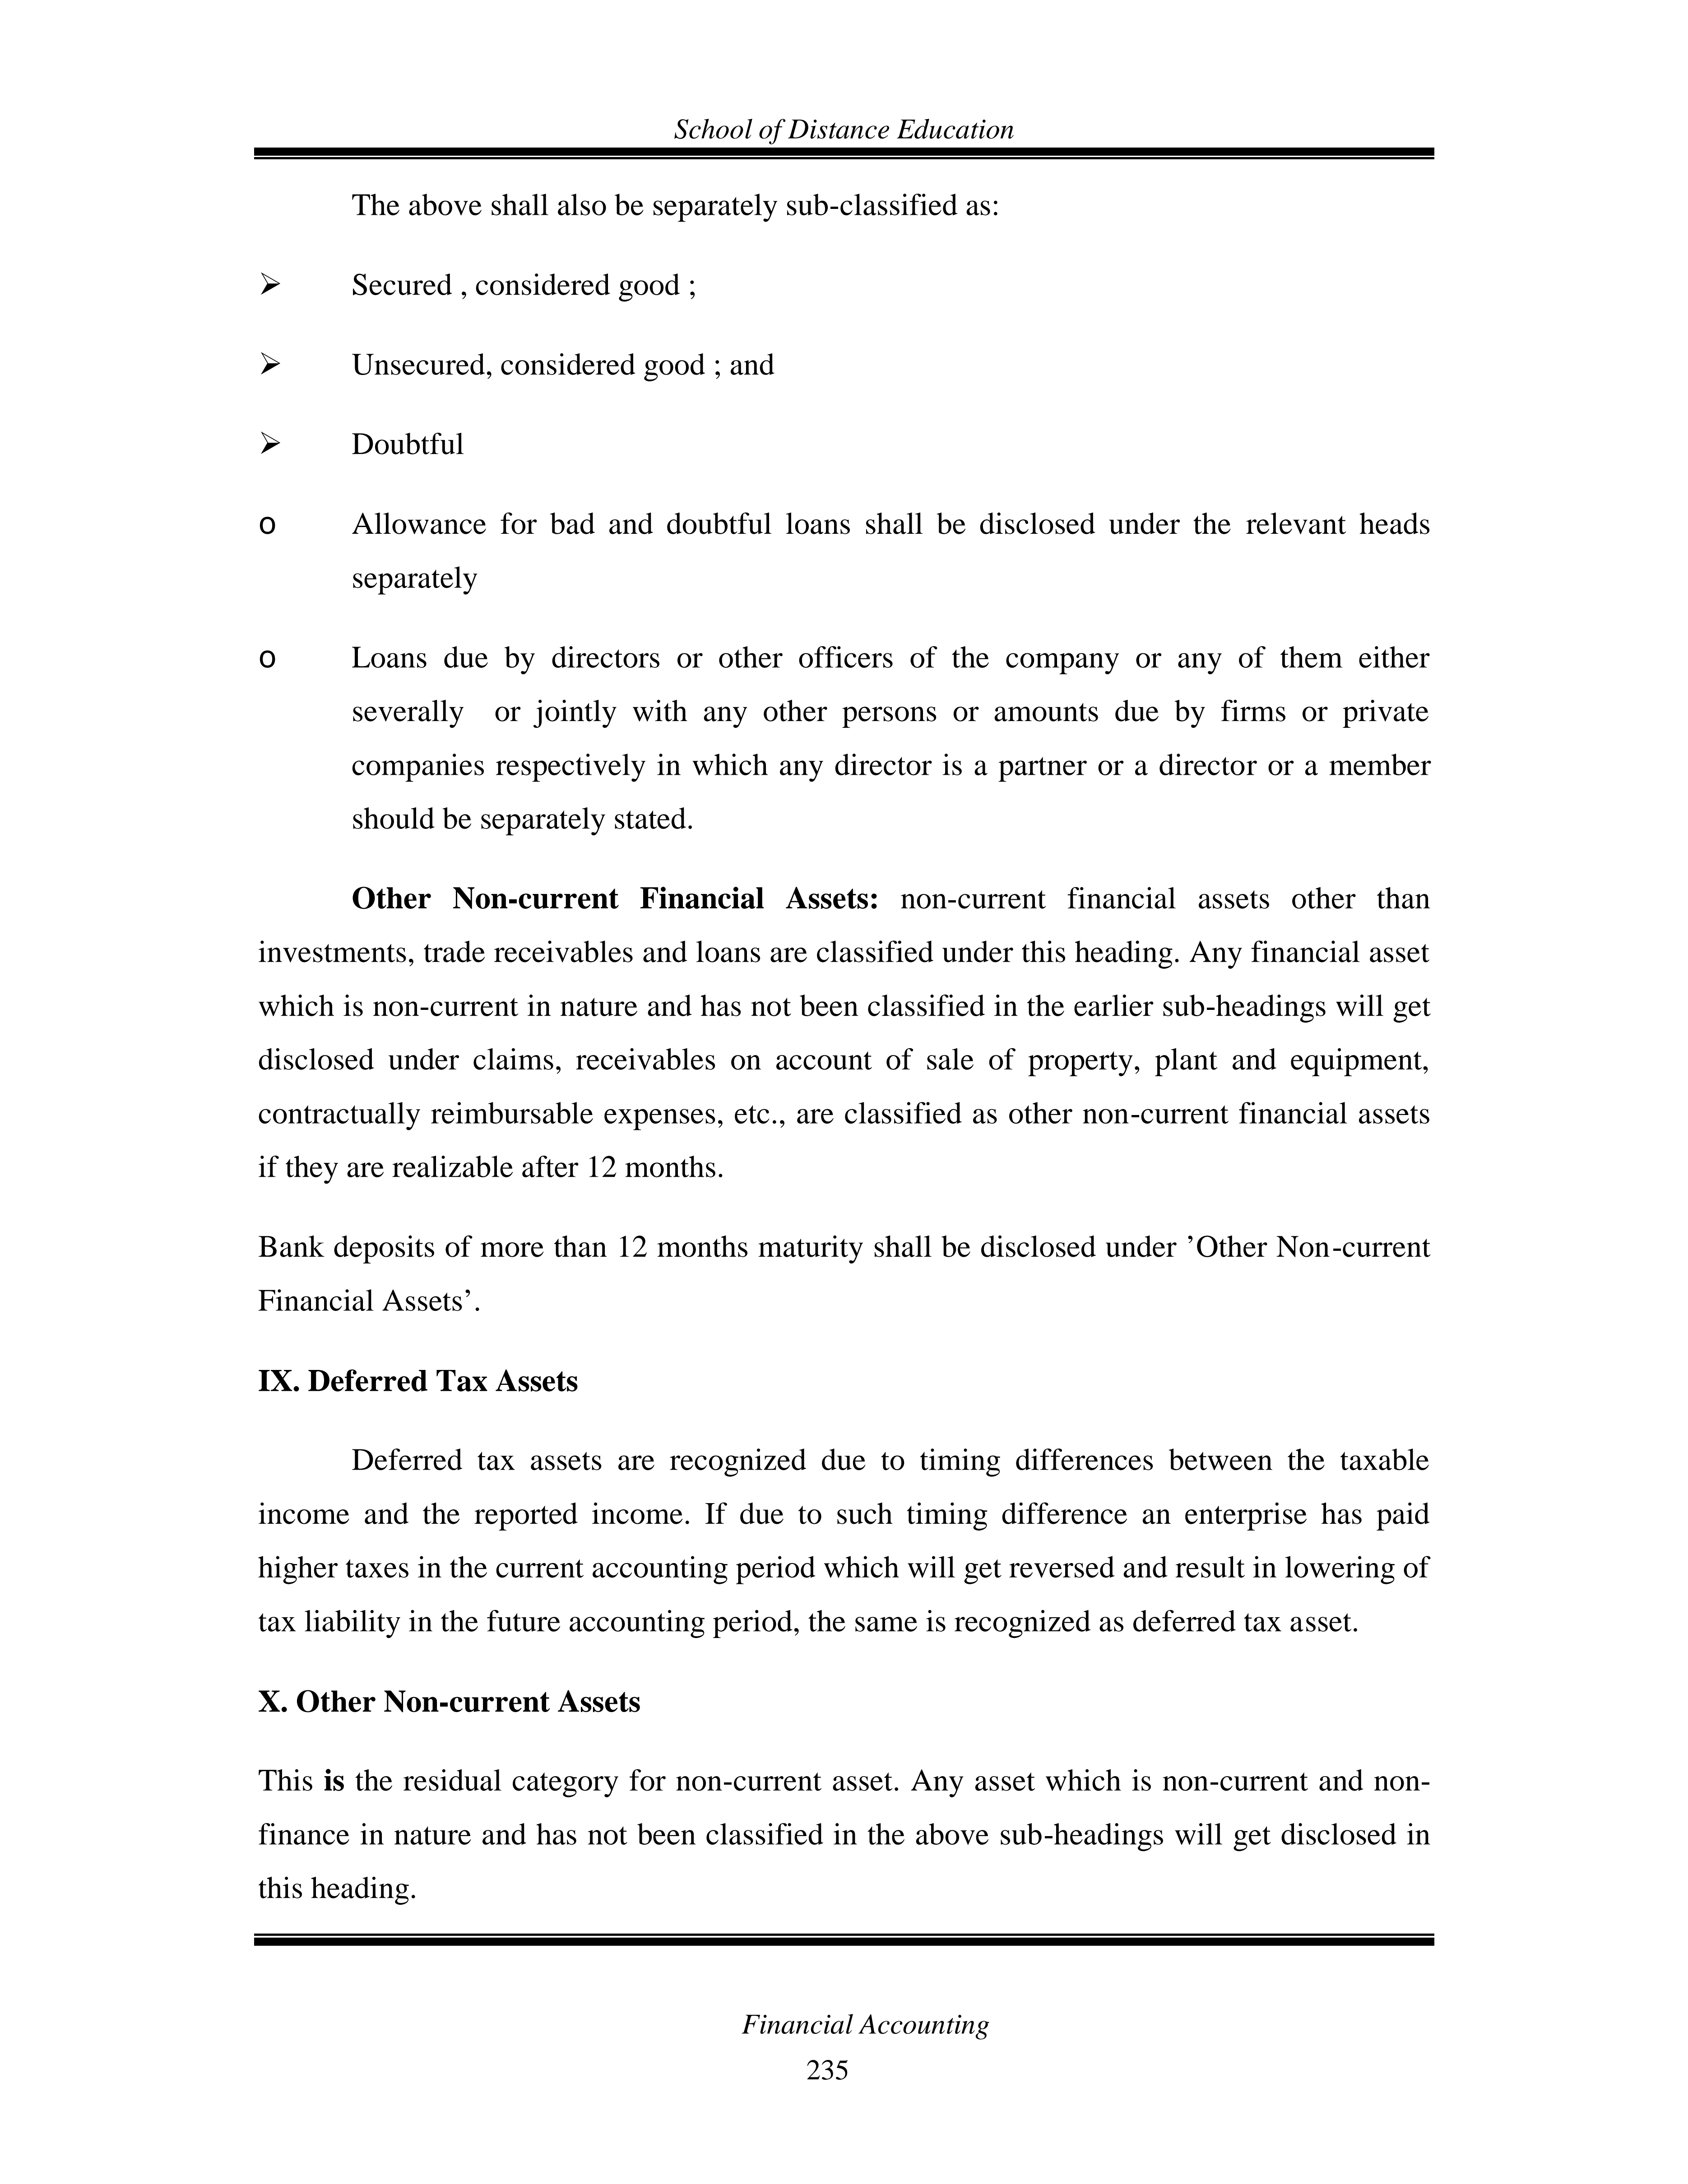 School of Distance Education
The above shall also be separately sub-classified as:
➢ Secured , considered good ;
➢ Unsecured, considered good ; and
➢ Doubtful
o Allowance for bad and doubtful loans shall be disclosed under the relevant heads
separately
o Loans due by directors or other officers of the company or any of them either
severally or jointly with any other persons or amounts due by firms or private
companies respectively in which any director is a partner or a director or a member
should be separately stated.
Other Non-current Financial Assets: non-current financial assets other than
investments, trade receivables and loans are classified under this heading. Any financial asset
which is non-current in nature and has not been classified in the earlier sub-headings will get
disclosed under claims, receivables on account of sale of property, plant and equipment,
contractually reimbursable expenses, etc., are classified as other non-current financial assets
if they are realizable after 12 months.
Bank deposits of more than 12 months maturity shall be disclosed under ’Other Non-current
Financial Assets’.
IX. Deferred Tax Assets
Deferred tax assets are recognized due to timing differences between the taxable
income and the reported income. If due to such timing difference an enterprise has paid
higher taxes in the current accounting period which will get reversed and result in lowering of
tax liability in the future accounting period, the same is recognized as deferred tax asset.
X. Other Non-current Assets
This is the residual category for non-current asset. Any asset which is non-current and non-
finance in nature and has not been classified in the above sub-headings will get disclosed in
this heading.
Financial Accounting
235